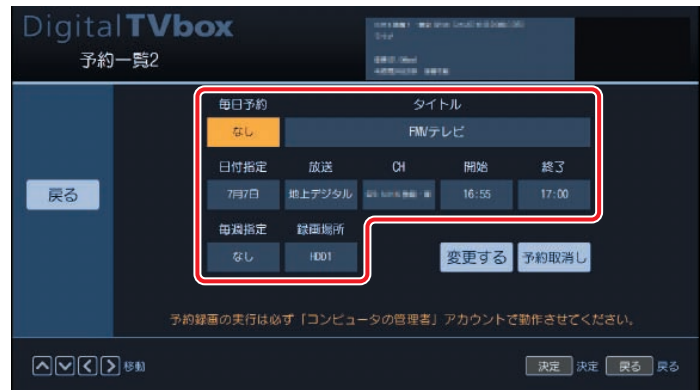 DigitalTVbox
予約一覧2
毎日予約 タイトル
なし FMVテレビ
日付指定 放送 CH 開始 終了
7月7日 地上デジタル 16:55 17:00
戻る
毎週指定 録画場所
なし HDD1 変更する 予約取消し
予約録画の実行は必ず「コンピュータの管理者」アカウントで動作させてください。
移動 決定 決定 戻る 戻る